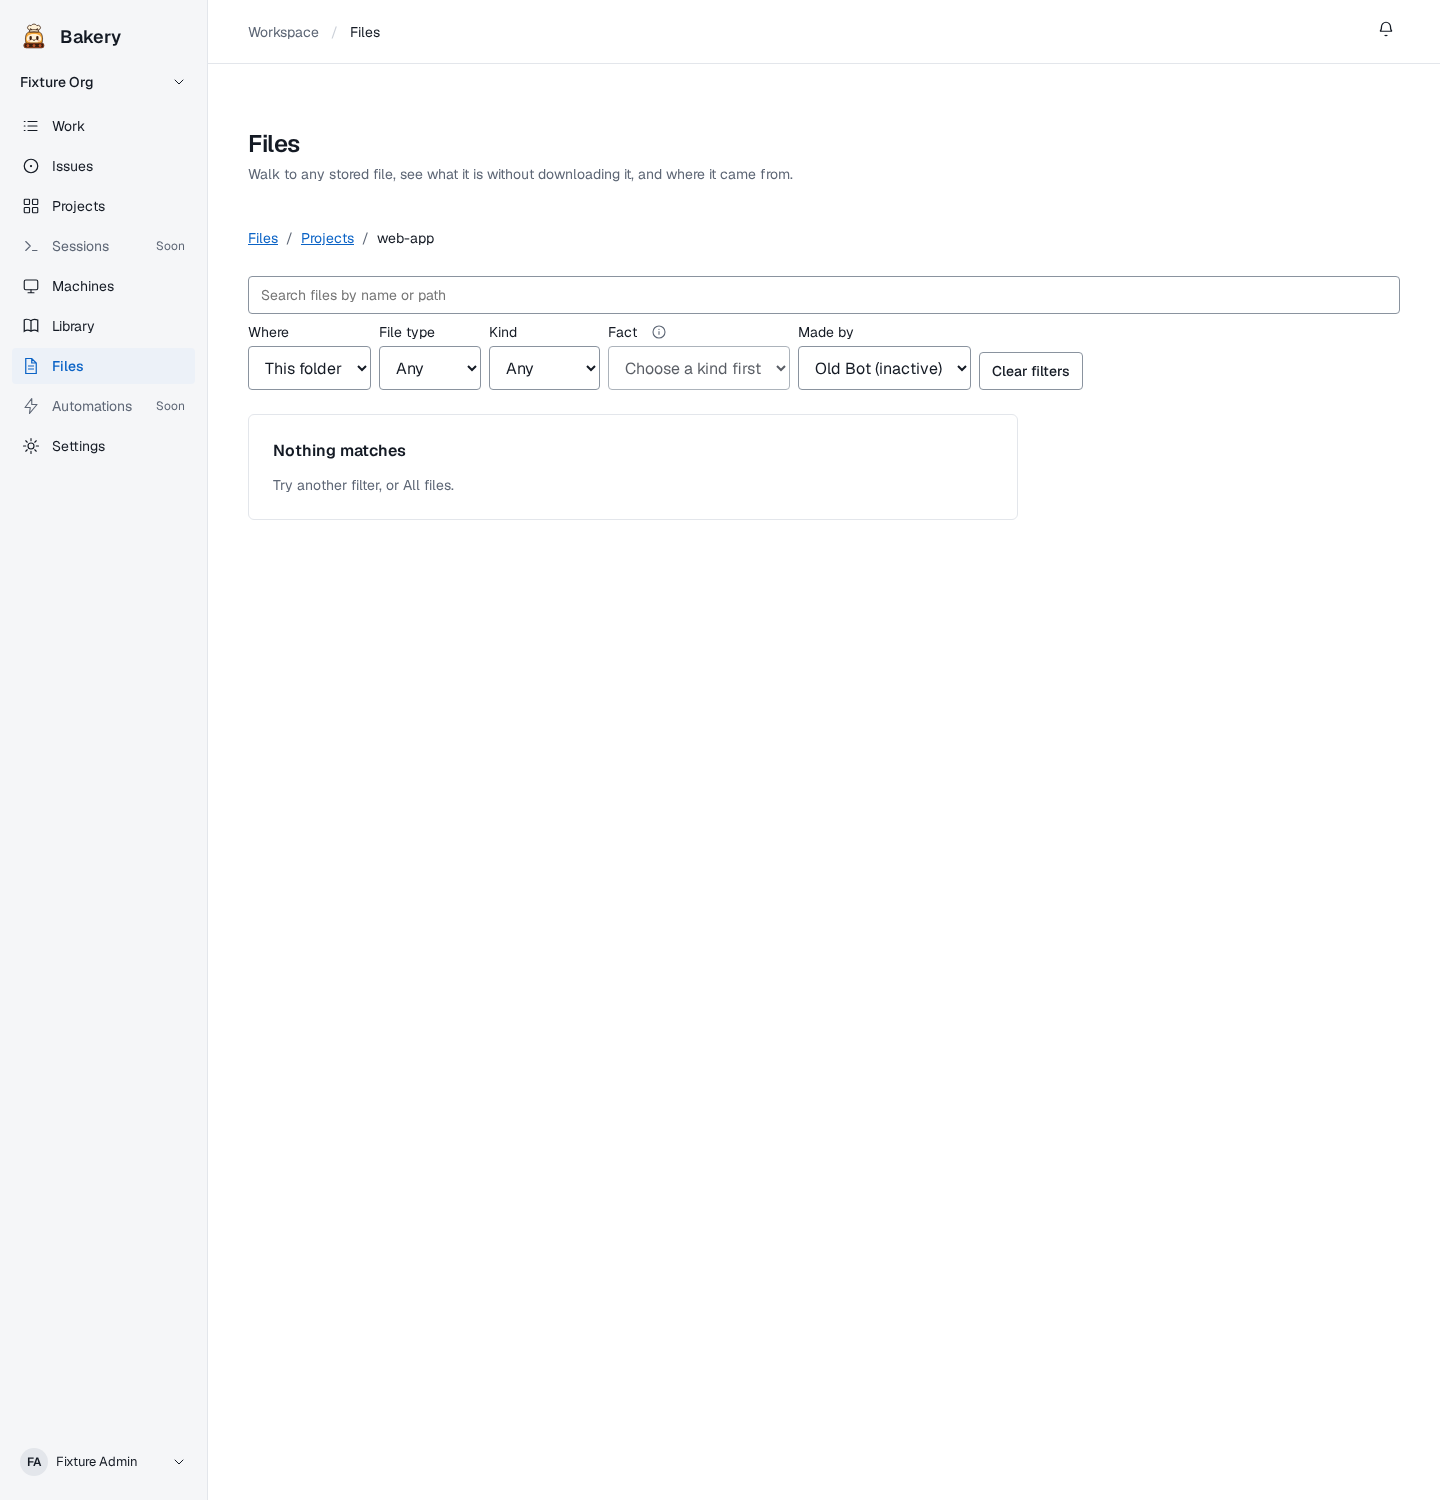 Bakery
Fixture Org
Work
Issues
Projects
Sessions Soon
Machines
Library
Files
Automations Soon
Settings
FA Fixture Admin
Workspace / Files
Files
Walk to any stored file, see what it is without downloading it, and where it came from.
Files / Projects / web-app
Search files by name or path
Where File type Kind Fact Made by
This folder Any Any Choose a kind first Old Bot (inactive) Clear filters
Nothing matches
Try another filter, or All files.